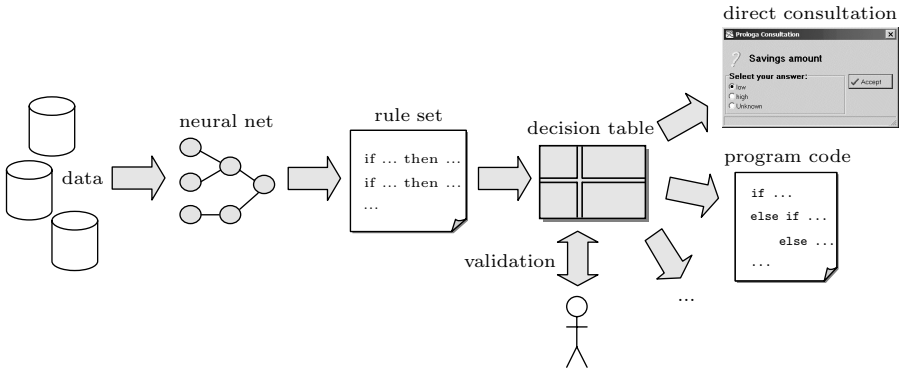 direct consultation
Prologa Consultation
Savings amount
Select your answer:
low
high
Unknown
Accept
data
neural net
rule set
if ... then ...
if ... then ...
...
decision table
program code
if ...
else if ...
else ...
...
validation
...